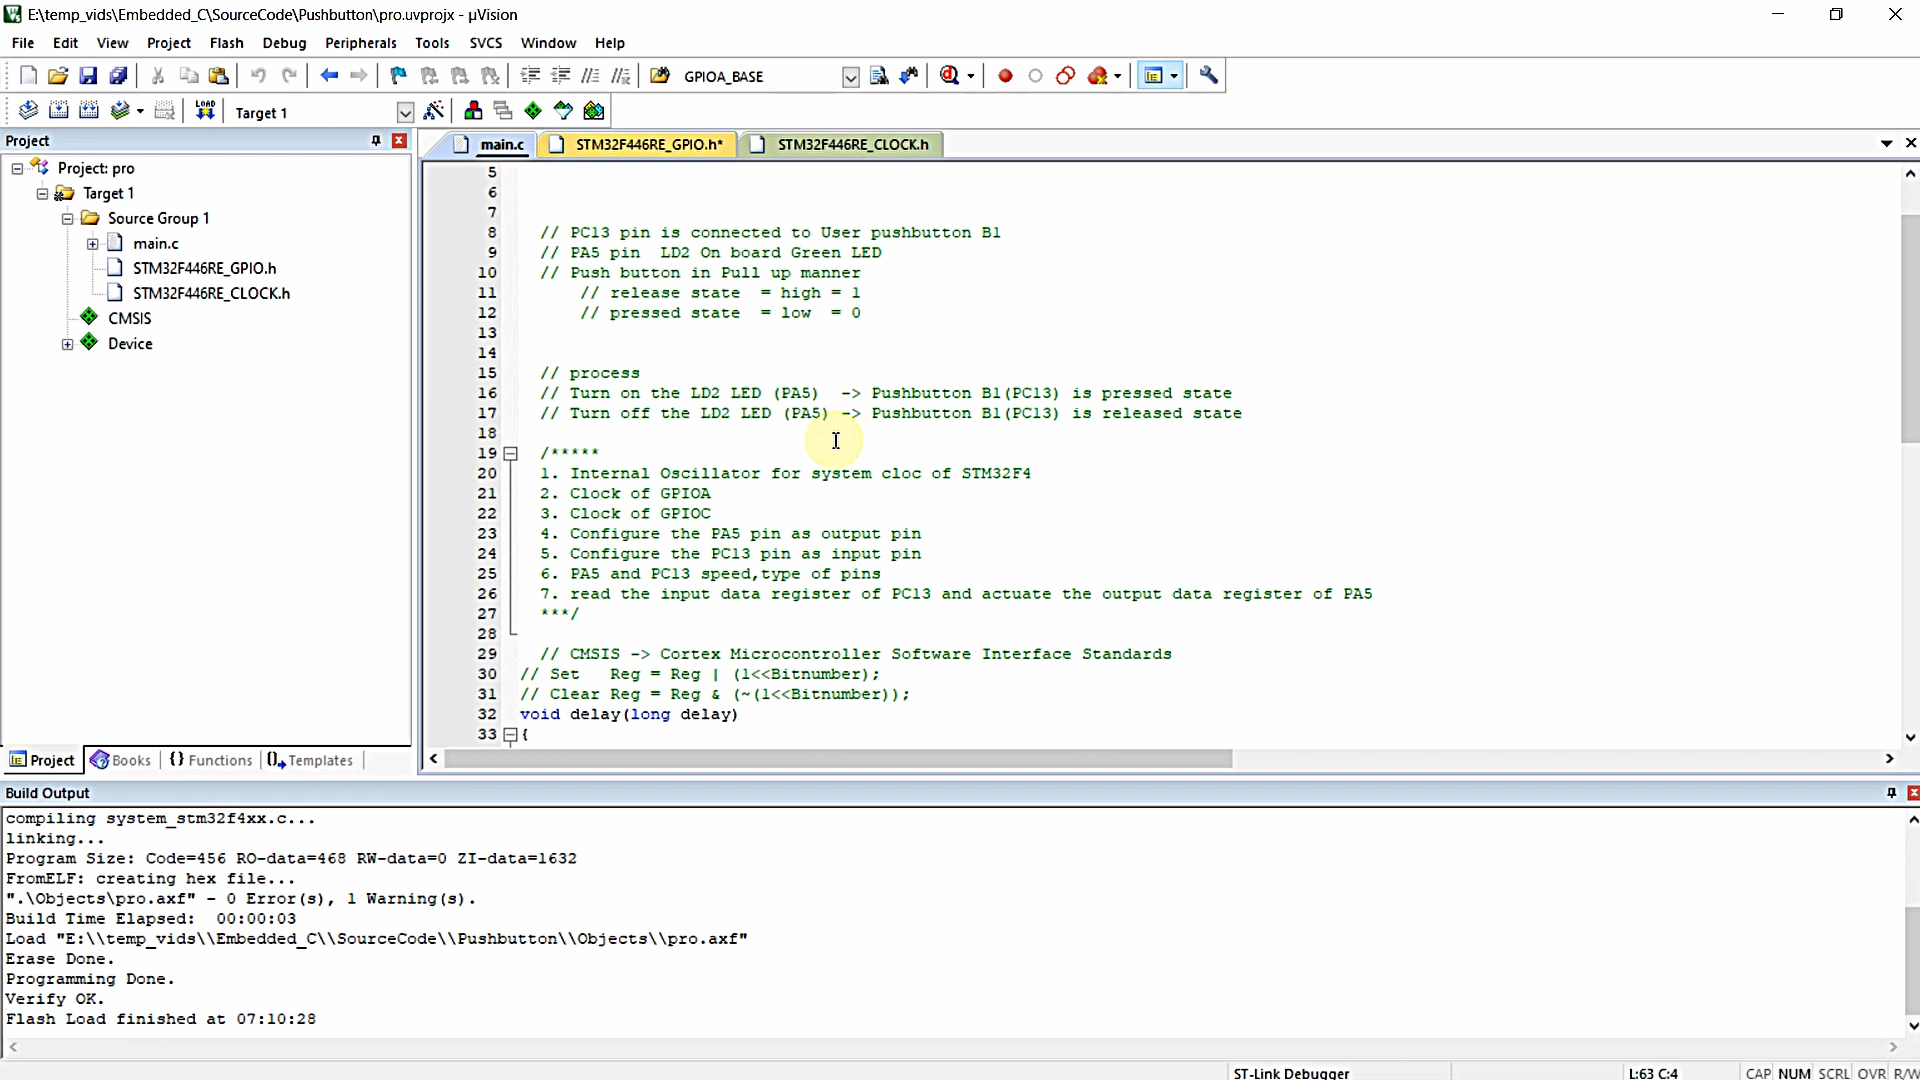 E:\temp_vids\Embedded_C\SourceCode\Pushbutton\pro.uvprojx - µVision
File Edit View Project Flash Debug Peripherals Tools SVCS Window Help
GPIOA_BASE
LOAD Target 1
Project
main.c STM32F446RE_GPIO.h* STM32F446RE_CLOCK.h
Project: pro
Target 1
Source Group 1
main.c
STM32F446RE_GPIO.h
STM32F446RE_CLOCK.h
CMSIS
Device
5
6
7
8 // PC13 pin is connected to User pushbutton B1
9 // PA5 pin LD2 On board Green LED
10 // Push button in Pull up manner
11 // release state = high = 1
12 // pressed state = low = 0
13
14
15 // process
16 // Turn on the LD2 LED (PA5) -> Pushbutton B1(PC13) is pressed state
17 // Turn off the LD2 LED (PA5) -> Pushbutton B1(PC13) is released state
18
19 /*****
20 1. Internal Oscillator for system cloc of STM32F4
21 2. Clock of GPIOA
22 3. Clock of GPIOC
23 4. Configure the PA5 pin as output pin
24 5. Configure the PC13 pin as input pin
25 6. PA5 and PC13 speed,type of pins
26 7. read the input data register of PC13 and actuate the output data register of PA5
27 ***/
28
29 // CMSIS -> Cortex Microcontroller Software Interface Standards
30 // Set Reg = Reg | (1<<Bitnumber);
31 // Clear Reg = Reg & (~(1<<Bitnumber));
32 void delay(long delay)
33 {
Project Books {} Functions Templates
Build Output
compiling system_stm32f4xx.c...
linking...
Program Size: Code=456 RO-data=468 RW-data=0 ZI-data=1632
FromELF: creating hex file...
".\Objects\pro.axf" - 0 Error(s), 1 Warning(s).
Build Time Elapsed: 00:00:03
Load "E:\\temp_vids\\Embedded_C\\SourceCode\\Pushbutton\\Objects\\pro.axf"
Erase Done.
Programming Done.
Verify OK.
Flash Load finished at 07:10:28
ST-Link Debugger L:63 C:4 CAP NUM SCRL OVR R/W